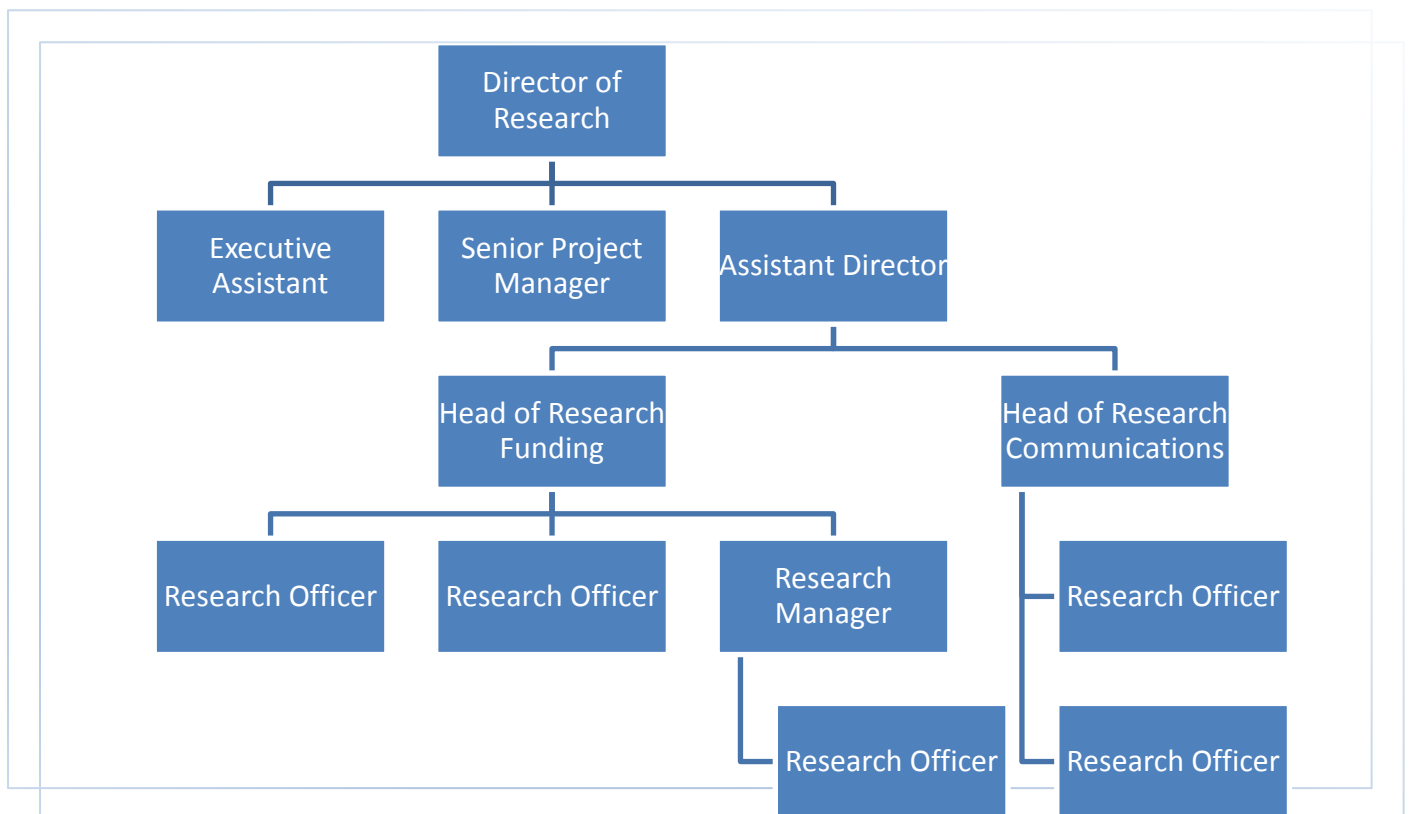 Director of
Research
Executive
Assistant
Senior Project
Manager
Assistant Director
Head of Research
Funding
Head of Research
Communications
Research Officer
Research Officer
Research
Manager
Research Officer
Research Officer
Research Officer